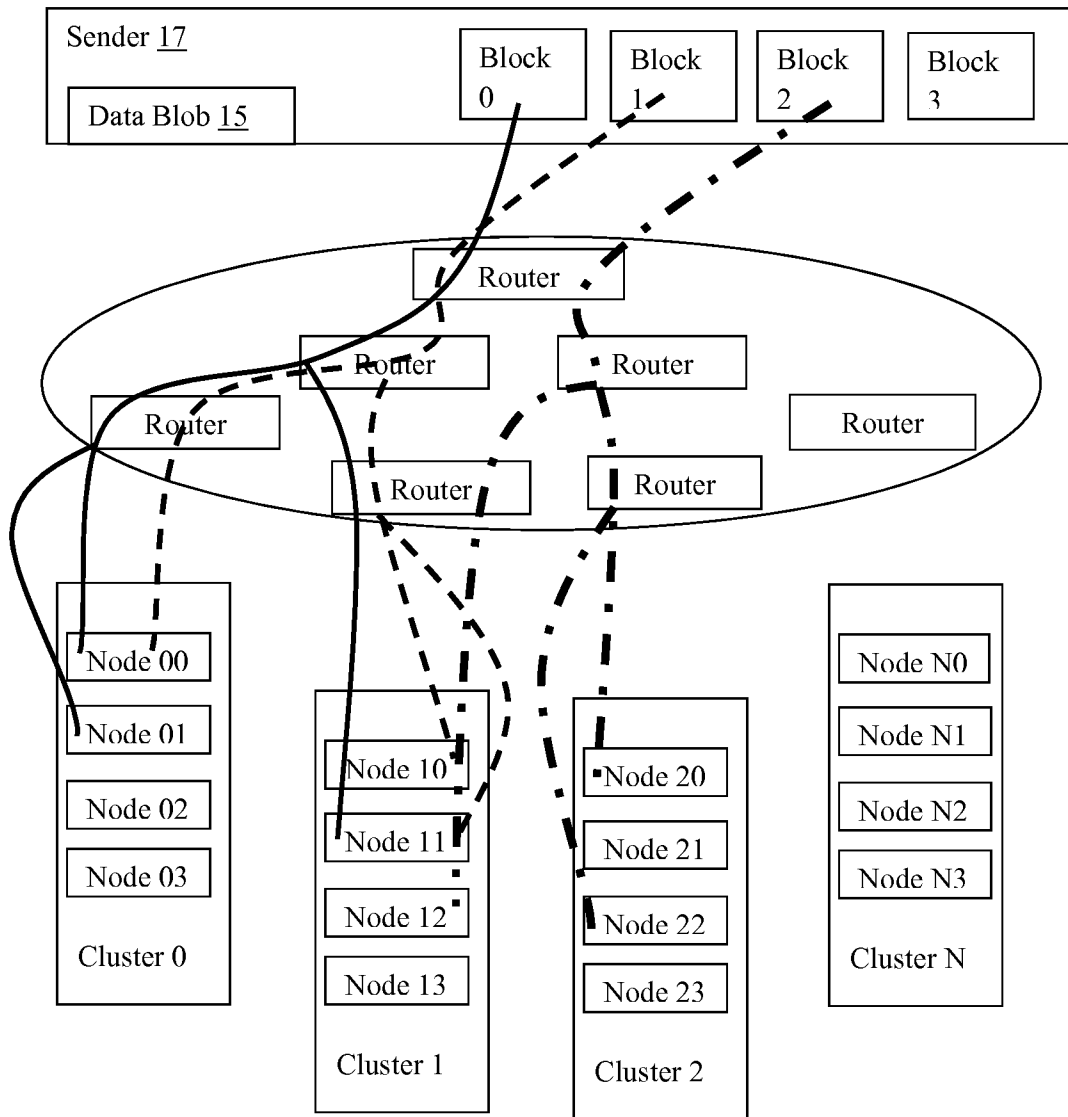 Sender 17
Data Blob 15
Block
0
Block
1
Block
2
Block
3
Router
Router
Router
Router
Router
Router
Router
Node 00
Node 01
Node 02
Node 03
Cluster 0
Node 10
Node 11
Node 12
Node 13
Cluster 1
Node 20
Node 21
Node 22
Node 23
Cluster 2
Node N0
Node N1
Node N2
Node N3
Cluster N